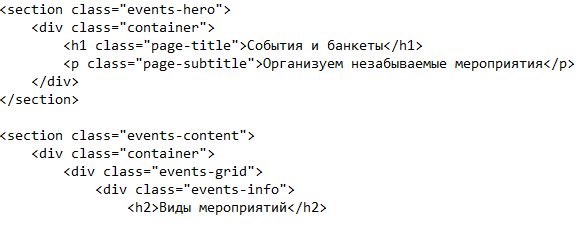 <section class="events-hero">
    <div class="container">
        <h1 class="page-title">События и банкеты</h1>
        <p class="page-subtitle">Организуем незабываемые мероприятия</p>
    </div>
</section>

<section class="events-content">
    <div class="container">
        <div class="events-grid">
            <div class="events-info">
                <h2>Виды мероприятий</h2>